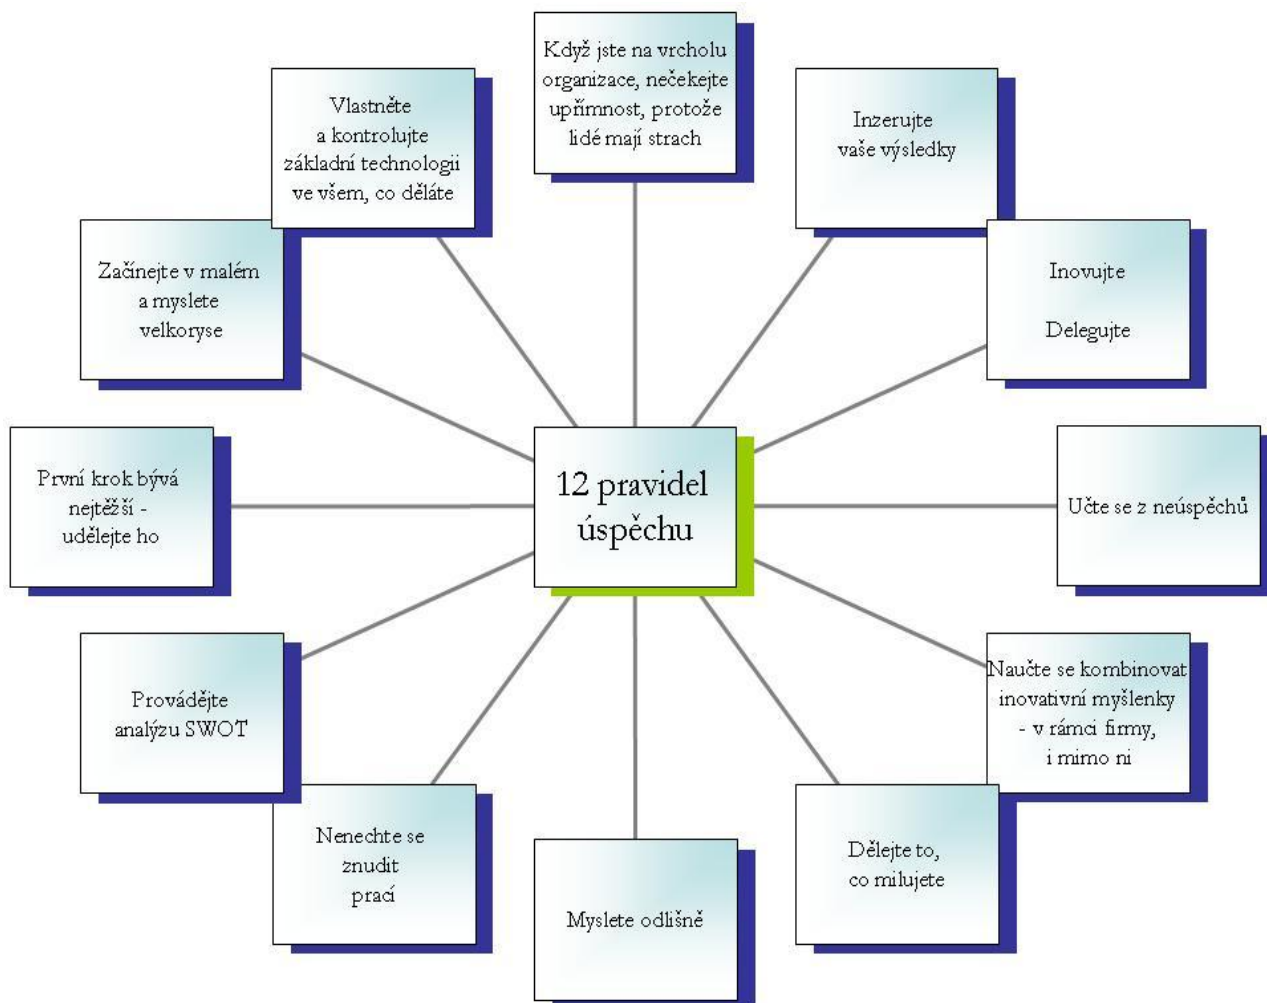 Když jste na vrcholu
organizace, nečekejte
upřímnost, protože
lidé mají strach
Inzerujte
vaše výsledky
Inovujte
Delegujte
Učte se z neúspěchů
Naučte se kombinovat
inovativní myšlenky
- v rámci firmy,
i mimo ni
Dělejte to,
co milujete
Myslete odlišně
Nenechte se
znudit
prací
Provádějte
analýzu SWOT
První krok bývá
nejtěžší -
udělejte ho
Začínejte v malém
a myslete
velkoryse
Vlastněte
a kontrolujte
základní technologii
ve všem, co děláte
12 pravidel
úspěchu